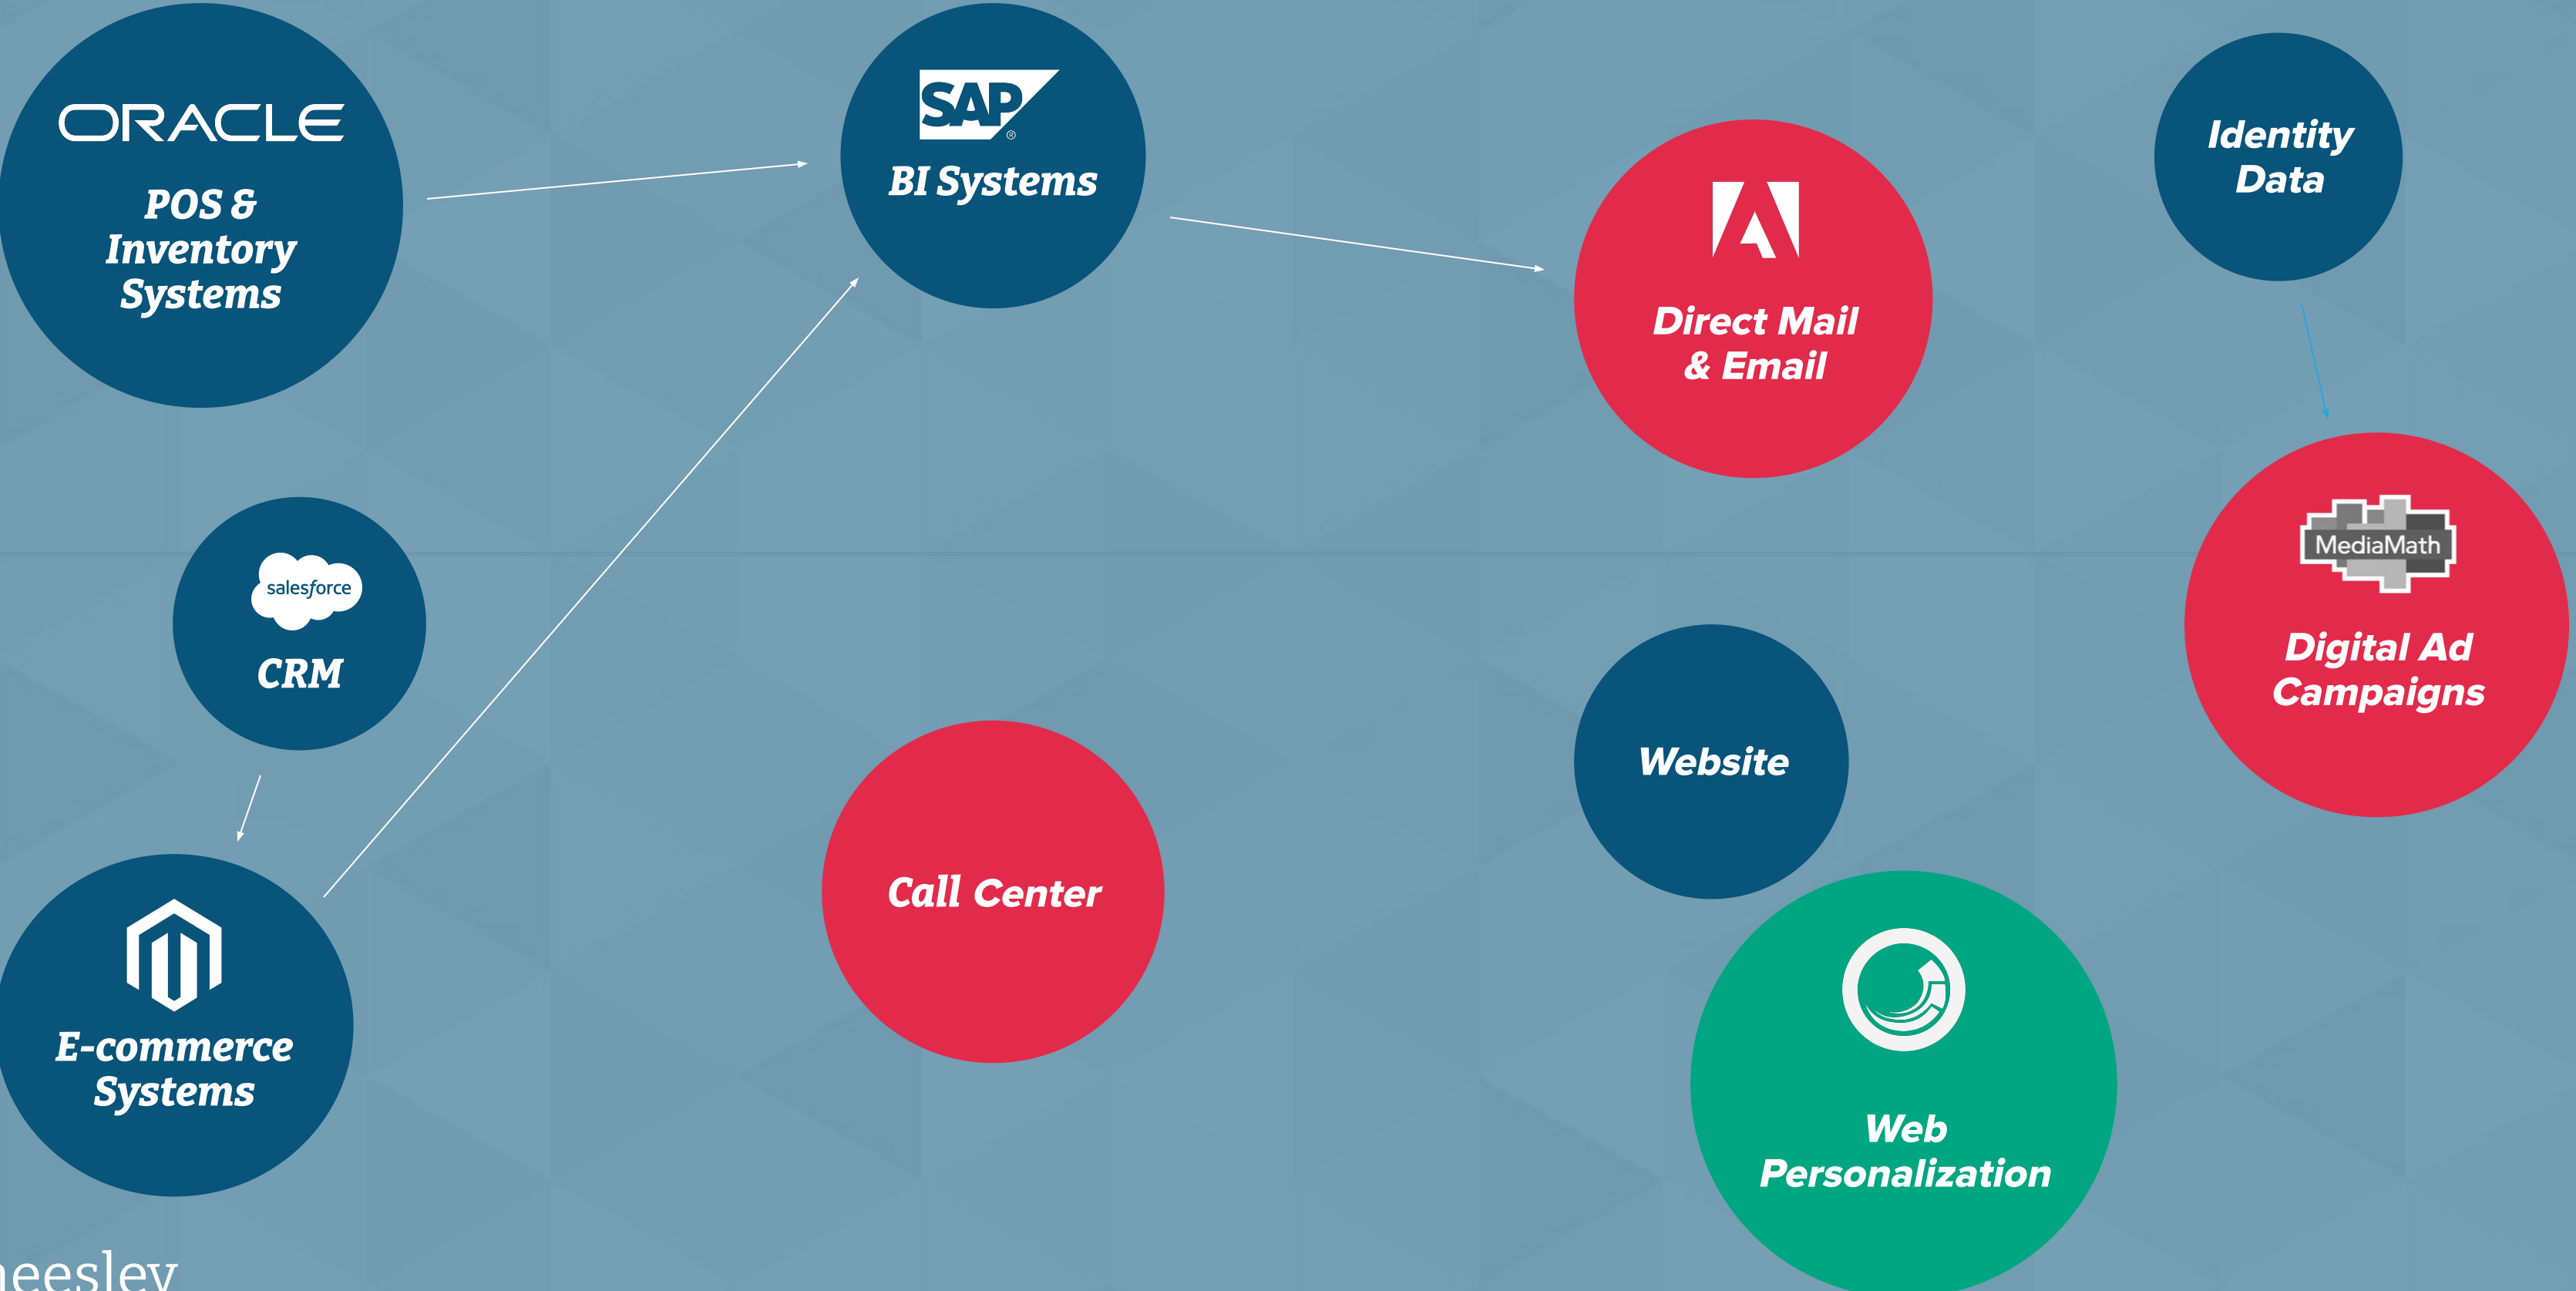 ORACLE
POS &
Inventory
Systems
SAP
®
BI Systems
Direct Mail
& Email
Identity
Data
salesforce
CRM
MediaMath
Digital Ad
Campaigns
Website
Call Center
E-commerce
Systems
Web
Personalization